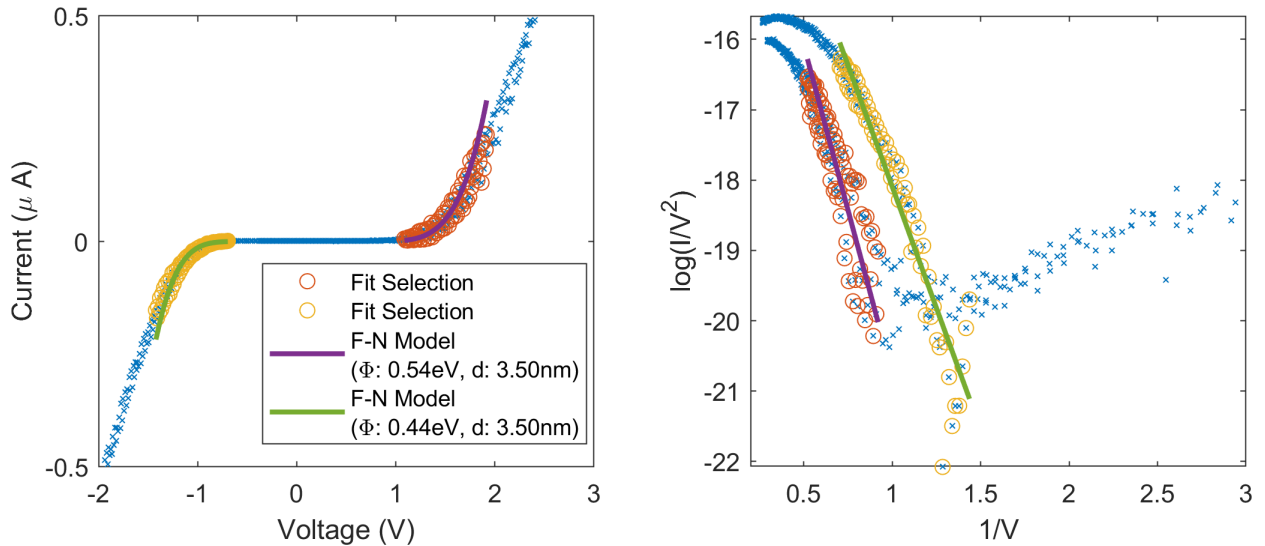 0.5
0
-0.5
Current (μ A)
-2
-1
0
1
2
3
Voltage (V)
Fit Selection
Fit Selection
F-N Model
(Φ: 0.54eV, d: 3.50nm)
F-N Model
(Φ: 0.44eV, d: 3.50nm)
-16
-17
-18
-19
-20
-21
-22
log(I/V²)
0.5
1
1.5
2
2.5
3
1/V